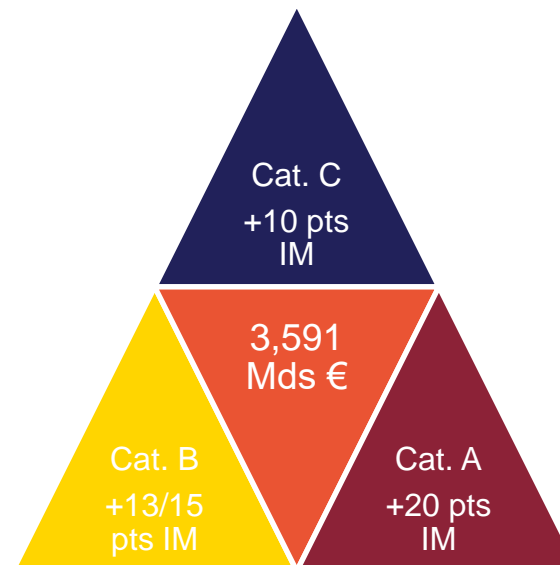 Cat. C
+10 pts
IM
3,591
Mds €
Cat. B
+13/15
pts IM
Cat. A
+20 pts
IM